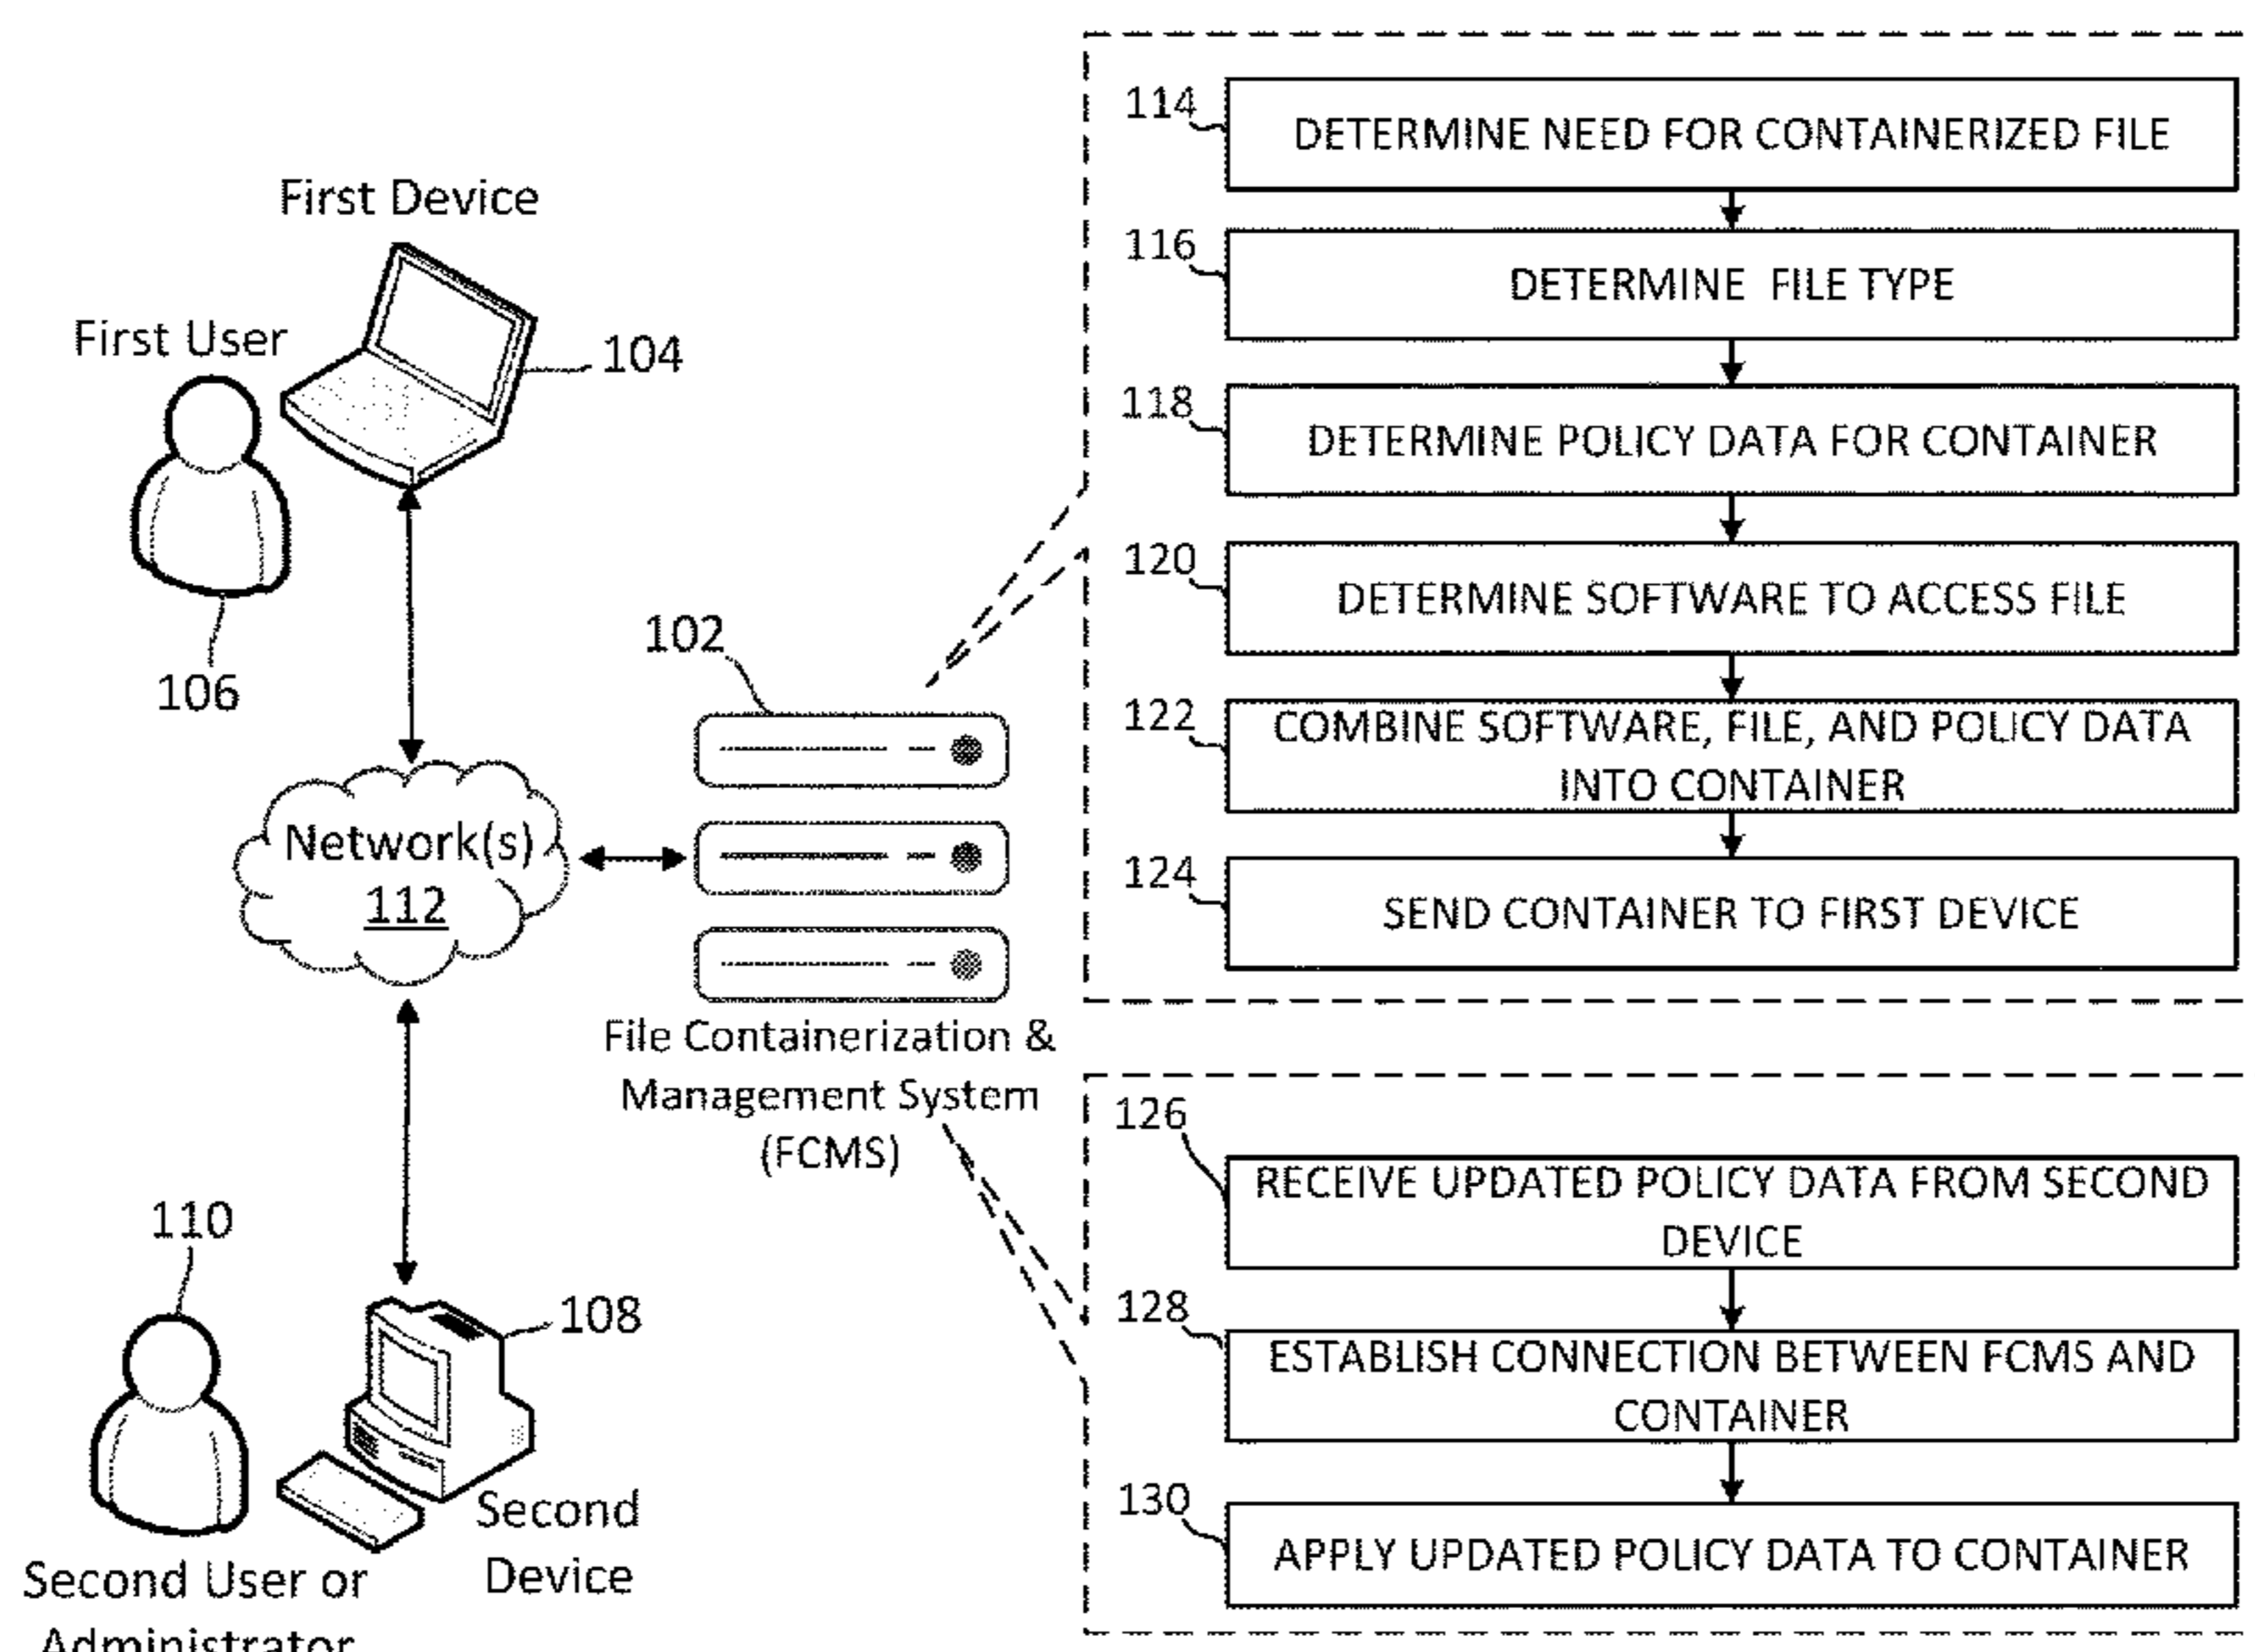 First Device
First User
104
106
102
Network(s)
112
File Containerization &
Management System
(FCMS)
110
108
Second
Device
Second User or
Administrator
114
DETERMINE NEED FOR CONTAINERIZED FILE
116
DETERMINE FILE TYPE
118
DETERMINE POLICY DATA FOR CONTAINER
120
DETERMINE SOFTWARE TO ACCESS FILE
122
COMBINE SOFTWARE, FILE, AND POLICY DATA
INTO CONTAINER
124
SEND CONTAINER TO FIRST DEVICE
126
RECEIVE UPDATED POLICY DATA FROM SECOND
DEVICE
128
ESTABLISH CONNECTION BETWEEN FCMS AND
CONTAINER
130
APPLY UPDATED POLICY DATA TO CONTAINER